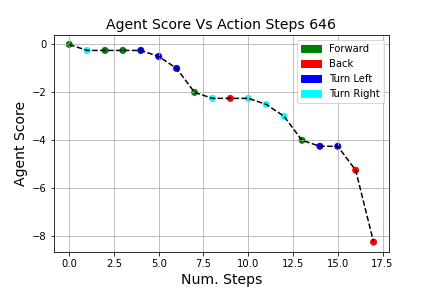 Agent Score Vs Action Steps 646
Forward
Back
Turn Left
Turn Right
Agent Score
0
−2
−4
−6
−8
0.0 2.5 5.0 7.5 10.0 12.5 15.0 17.5
Num. Steps